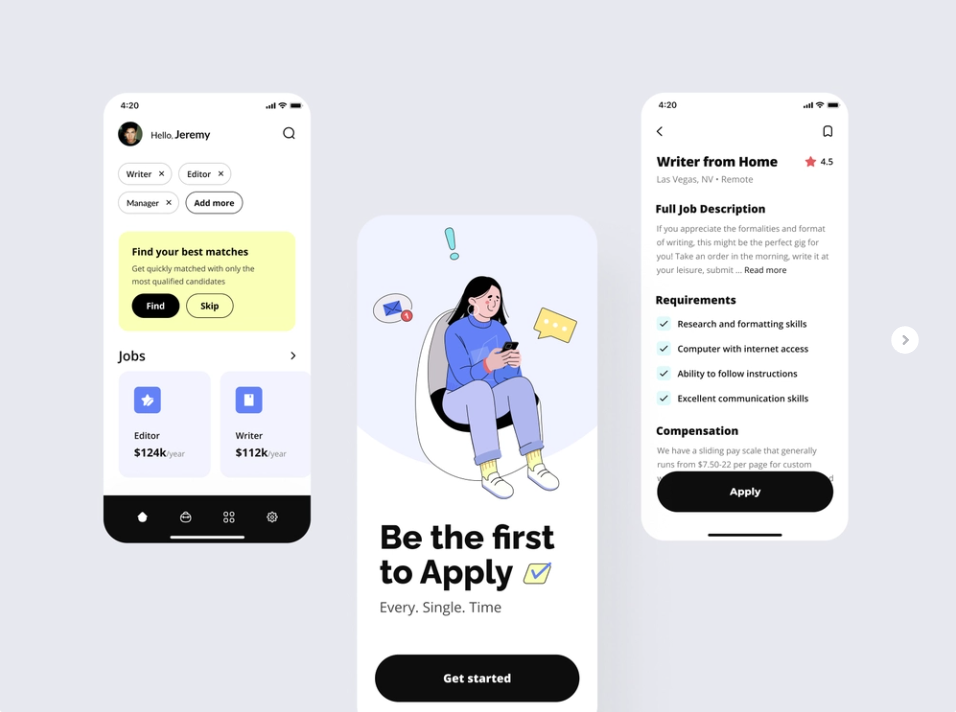 4:20
Hello, Jeremy
Writer ×
Editor ×
Manager ×
Add more
Find your best matches
Get quickly matched with only the
most qualified candidates
Find
Skip
Jobs
Editor
$124k/year
Writer
$112k/year
1
Be the first
to Apply
Every. Single. Time
Get started
4:20
Writer from Home
4.5
Las Vegas, NV • Remote
Full Job Description
If you appreciate the formalities and format
of writing, this might be the perfect gig for
you! Take an order in the morning, write it at
your leisure, submit ... Read more
Requirements
Research and formatting skills
Computer with internet access
Ability to follow instructions
Excellent communication skills
Compensation
We have a sliding pay scale that generally
runs from $7.50-22 per page for custom
Apply